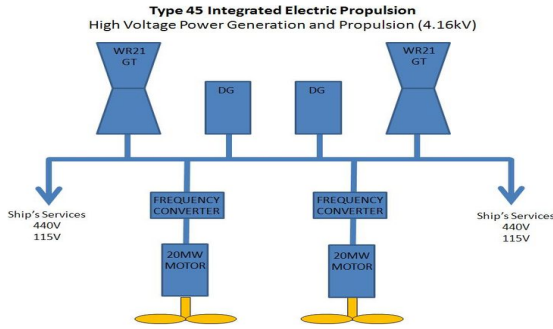 Type 45 Integrated Electric Propulsion
High Voltage Power Generation and Propulsion (4.16kV)
WR21
GT
DG
DG
WR21
GT
Ship's Services
440V
115V
FREQUENCY
CONVERTER
FREQUENCY
CONVERTER
Ship's Services
440V
115V
20MW
MOTOR
20MW
MOTOR